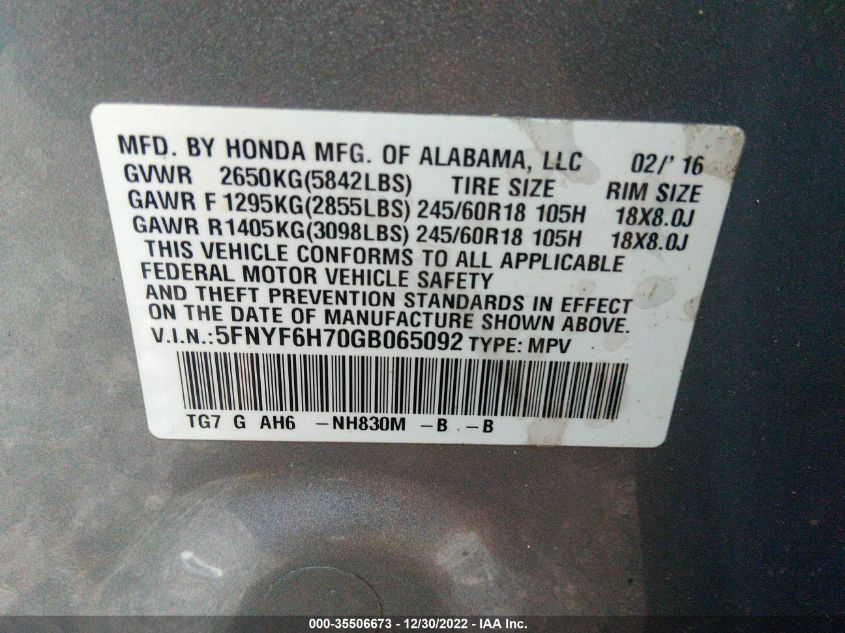 MFD. BY HONDA MFG. OF ALABAMA, LLC 02/' 16
GVWR 2650KG(5842LBS) TIRE SIZE RIM SIZE
GAWR F 1295KG(2855LBS) 245/60R18 105H 18X8.0J
GAWR R1405KG(3098LBS) 245/60R18 105H 18X8.0J
THIS VEHICLE CONFORMS TO ALL APPLICABLE
FEDERAL MOTOR VEHICLE SAFETY
AND THEFT PREVENTION STANDARDS IN EFFECT
ON THE DATE OF MANUFACTURE SHOWN ABOVE.
V.I.N.:5FNYF6H70GB065092 TYPE: MPV
TG7 G AH6 -NH830M -B -B
000-35506673 - 12/30/2022 - IAA Inc.